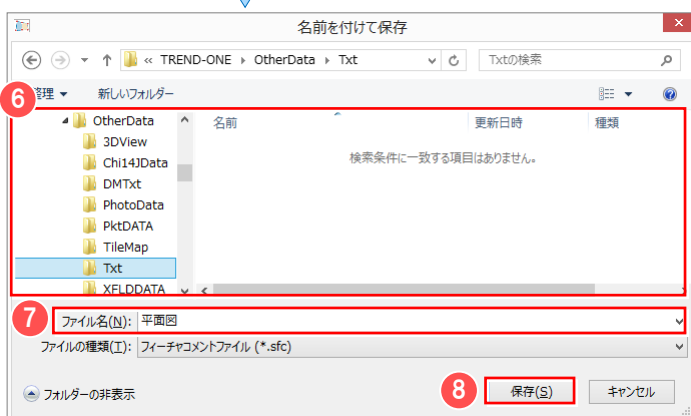 名前を付けて保存
« TREND-ONE OtherData Txt Txtの検索
6
整理 新しいフォルダー
OtherData 名前 更新日時 種類
3DView
検索条件に一致する項目はありません。
Chi14JData
DMTxt
PhotoData
PktDATA
TileMap
Txt
XFLDDATA
7
ファイル名(N): 平面図
ファイルの種類(T): フィーチャコメントファイル (*.sfc)
8
フォルダーの非表示 保存(S) キャンセル